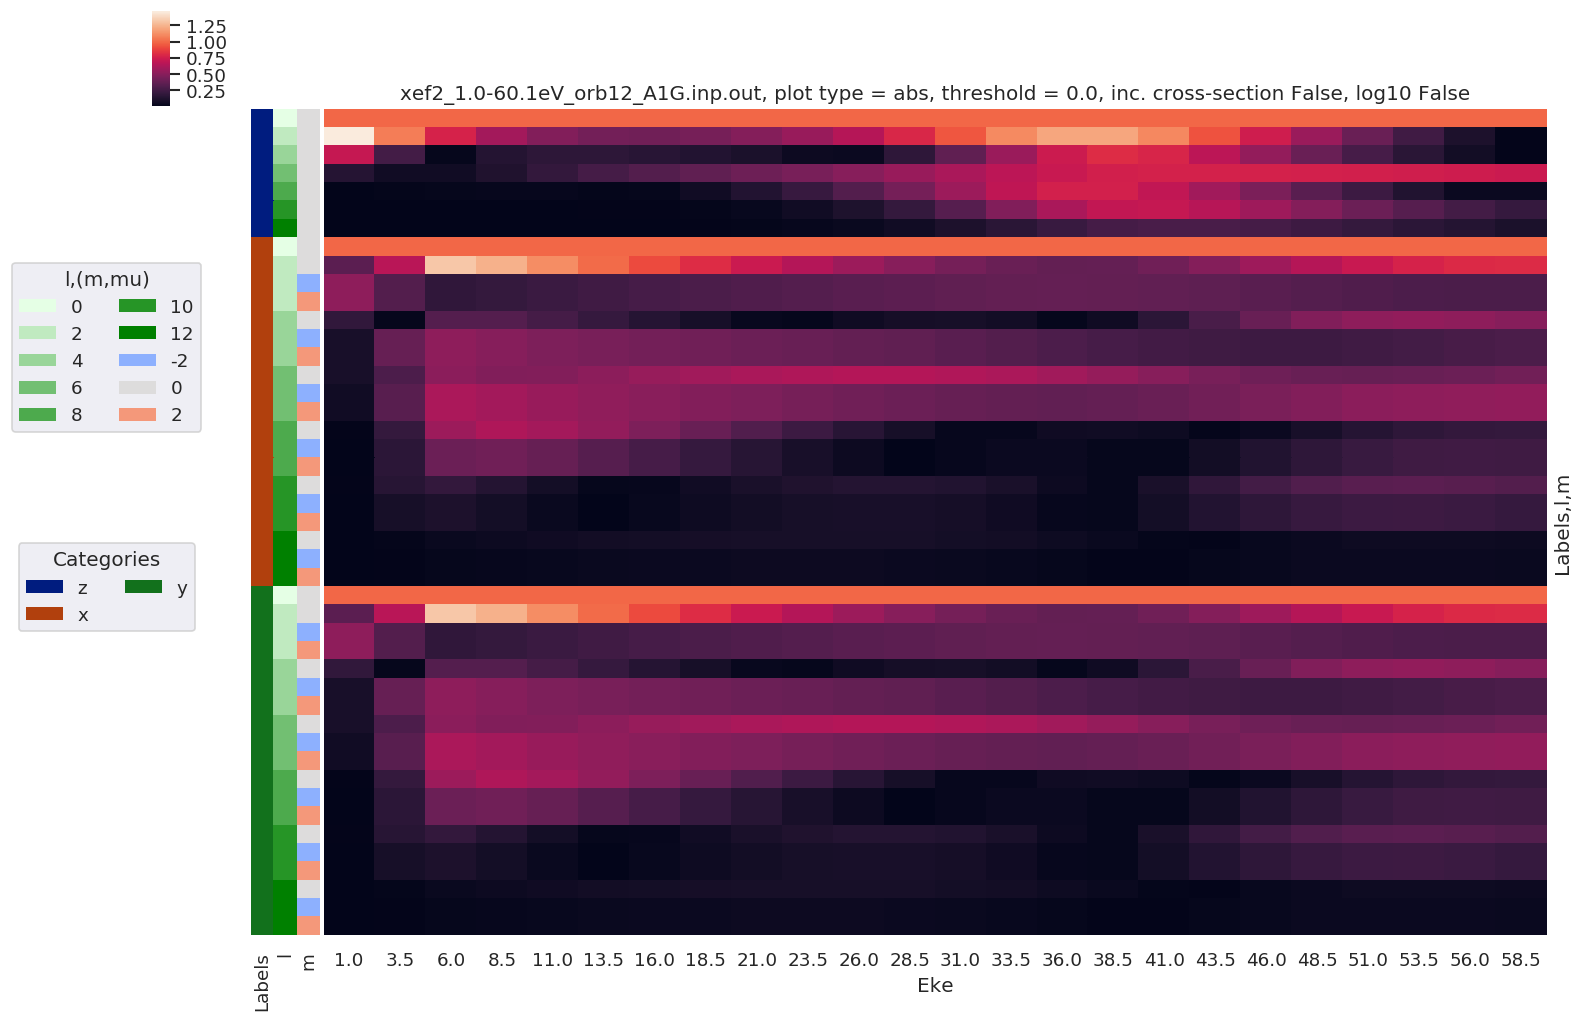 1.25
1.00
0.75
0.50
0.25
xef2_1.0-60.1eV_orb12_A1G.inp.out, plot type = abs, threshold = 0.0, inc. cross-section False, log10 False
l,(m,mu)
0 10
2 12
4 -2
6 0
8 2
Categories
z y
x
Labels,l,m
Labels l m
1.0 3.5 6.0 8.5 11.0 13.5 16.0 18.5 21.0 23.5 26.0 28.5 31.0 33.5 36.0 38.5 41.0 43.5 46.0 48.5 51.0 53.5 56.0 58.5
Eke